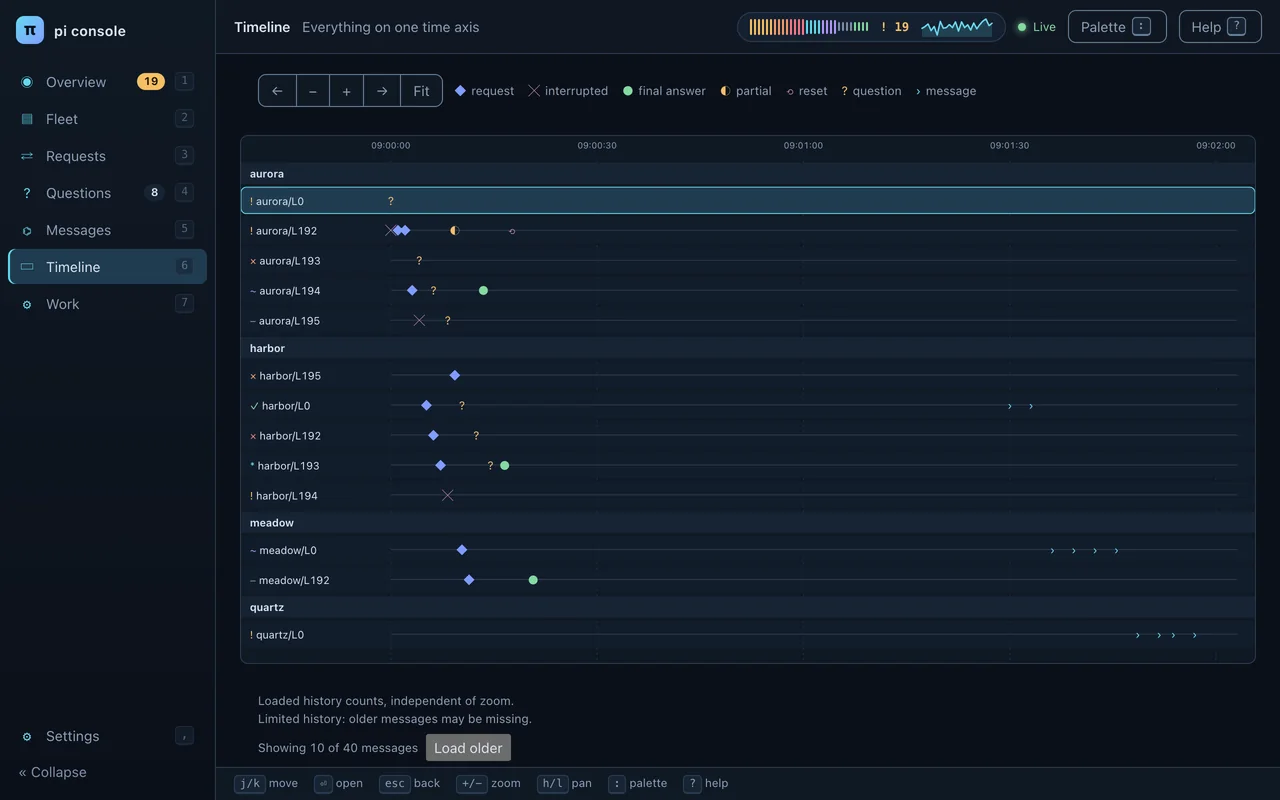 π pi console
Overview 19 1
Fleet 2
Requests 3
? Questions 8 4
Messages 5
Timeline 6
Work 7
Settings ,
« Collapse
Timeline Everything on one time axis
! 19
Live
Palette :
Help ?
← − + → Fit
request interrupted final answer partial reset ? question › message
09:00:00 09:00:30 09:01:00 09:01:30 09:02:00
aurora
! aurora/L0 ?
! aurora/L192
× aurora/L193 ?
~ aurora/L194 ?
– aurora/L195 ?
harbor
× harbor/L195
✓ harbor/L0 ? › ›
× harbor/L192 ?
* harbor/L193 ?
! harbor/L194
meadow
~ meadow/L0 › › › ›
– meadow/L192
quartz
! quartz/L0 › › › ›
Loaded history counts, independent of zoom.
Limited history: older messages may be missing.
Showing 10 of 40 messages Load older
j/k move ⏎ open esc back +/− zoom h/l pan : palette ? help